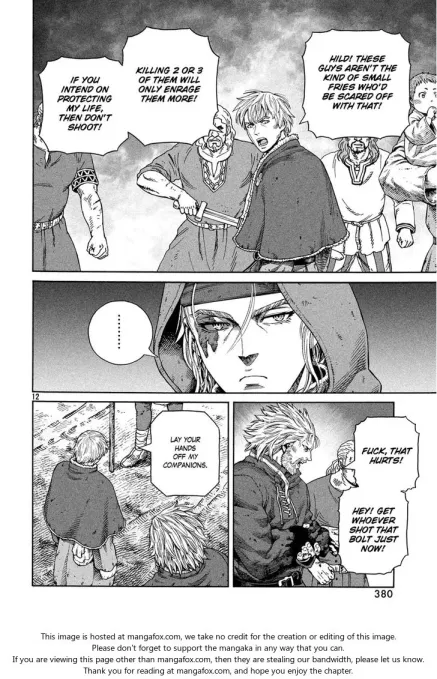 HILD! THESE
GUYS AREN'T THE
KIND OF SMALL
FRIES WHO'D
BE SCARED OFF
WITH THAT!
KILLING 2 OR 3
OF THEM WILL
ONLY ENRAGE
THEM MORE!
IF YOU
INTEND ON
PROTECTING
MY LIFE,
THEN DON'T
SHOOT!
12
LAY YOUR
HANDS
OFF MY
COMPANIONS.
FUCK, THAT
HURTS!
HEY! GET
WHOEVER
SHOT THAT
BOLT JUST
NOW!
380
This image is hosted at mangafox.com, we take no credit for the creation or editing of this image.
Please don't forget to support the mangaka in any way that you can.
If you are viewing this page other than mangafox.com, then they are stealing our bandwidth, please let us know.
Thank you for reading at mangafox.com, and hope you enjoy the chapter.